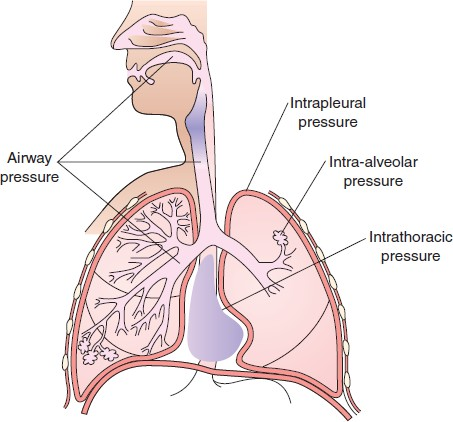 Intrapleural
pressure
Airway
pressure
Intra-alveolar
pressure
Intrathoracic
pressure